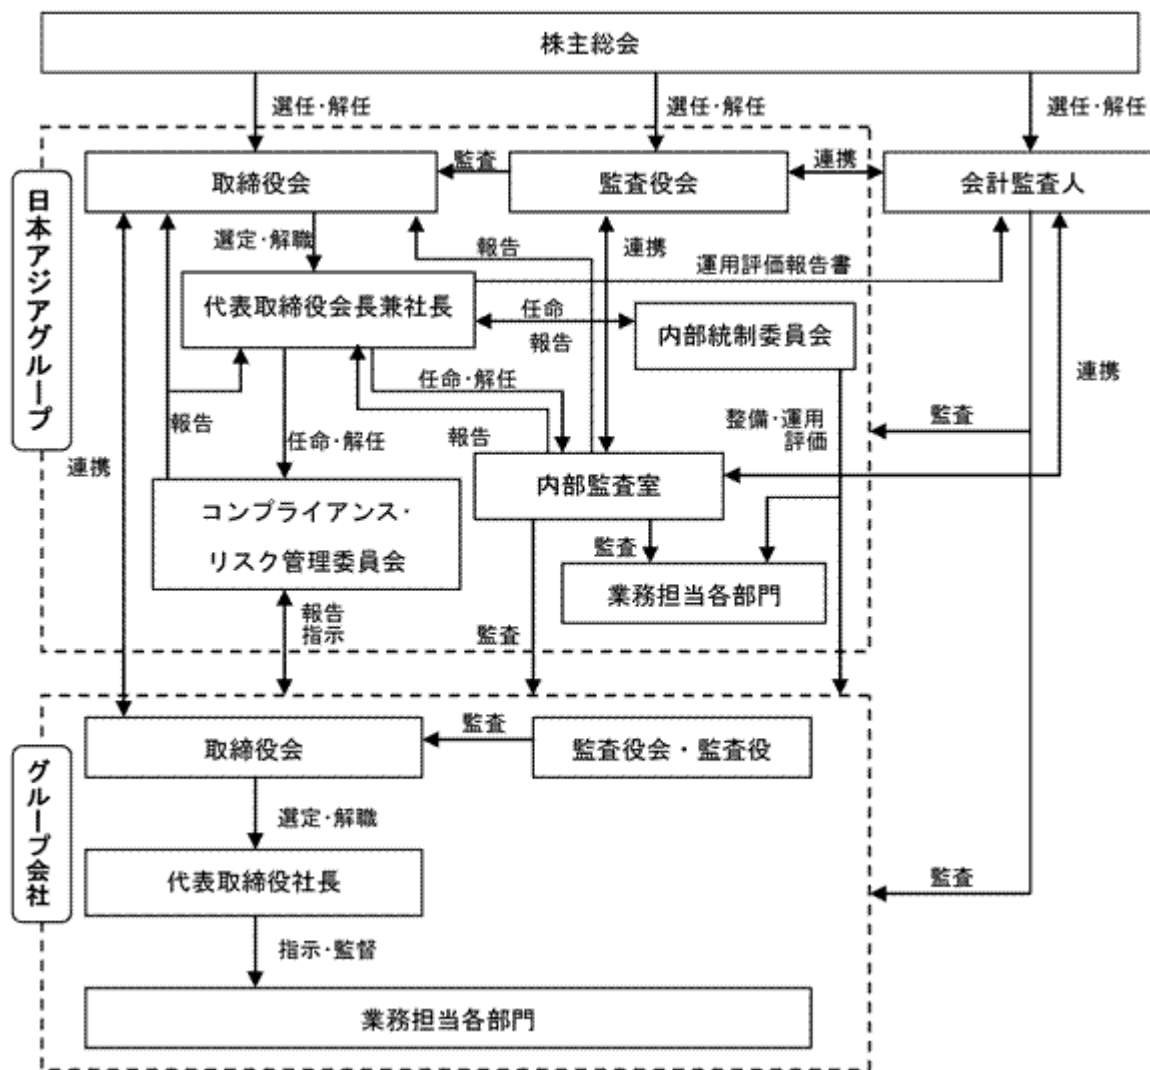 株主総会
選任・解任
選任・解任
選任・解任
日本アジアグループ
取締役会
監査
監査役会
連携
会計監査人
選定・解職
報告
連携
運用評価報告書
代表取締役会長兼社長
任命
報告
内部統制委員会
任命・解任
連携
報告
報告
整備・運用
評価
監査
連携
任命・解任
内部監査室
コンプライアンス・
リスク管理委員会
監査
業務担当各部門
報告
指示
監査
グループ会社
取締役会
監査
監査役会・監査役
選定・解職
代表取締役社長
監査
指示・監督
業務担当各部門